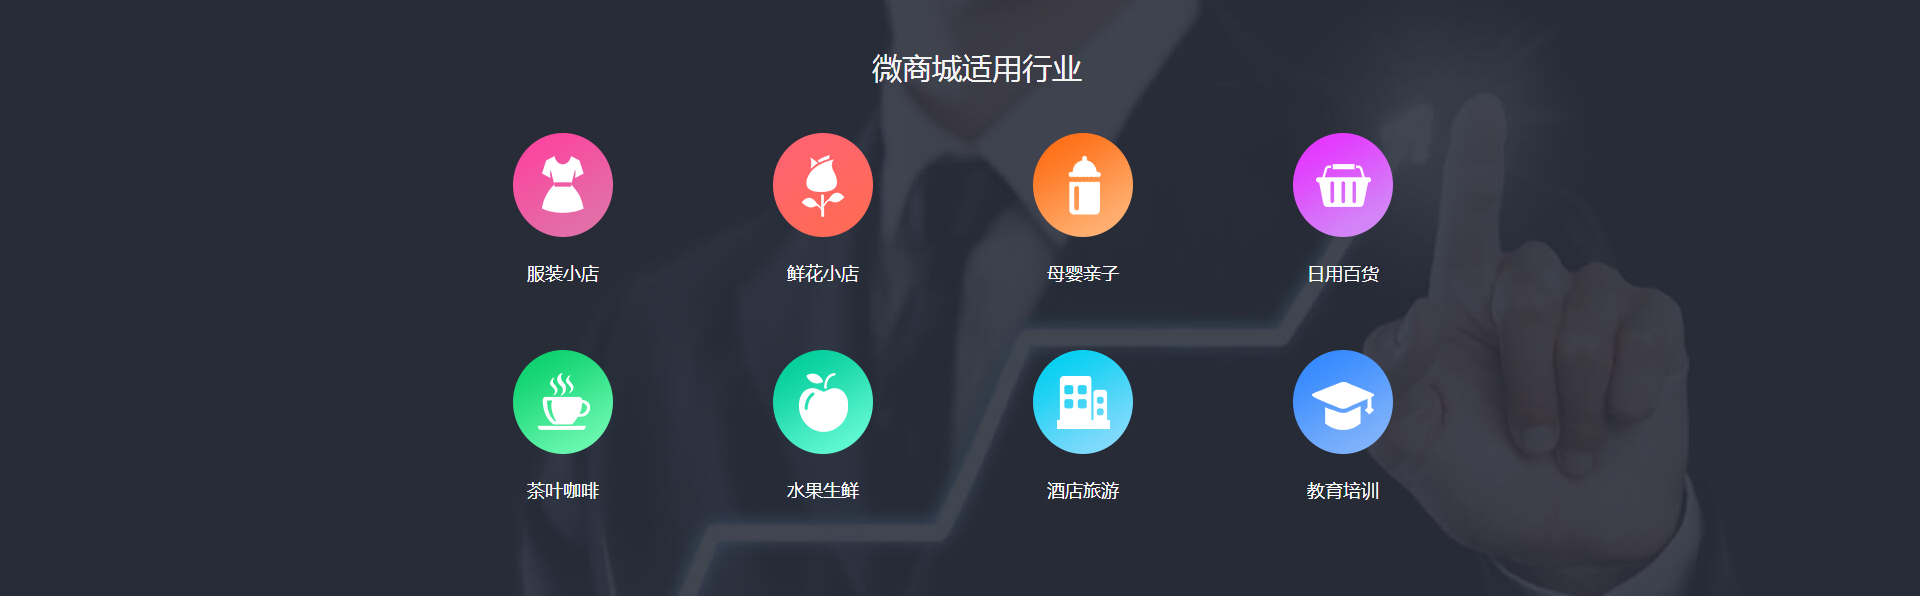 微商城适用行业
服装小店 鲜花小店 母婴亲子 日用百货
茶叶咖啡 水果生鲜 酒店旅游 教育培训